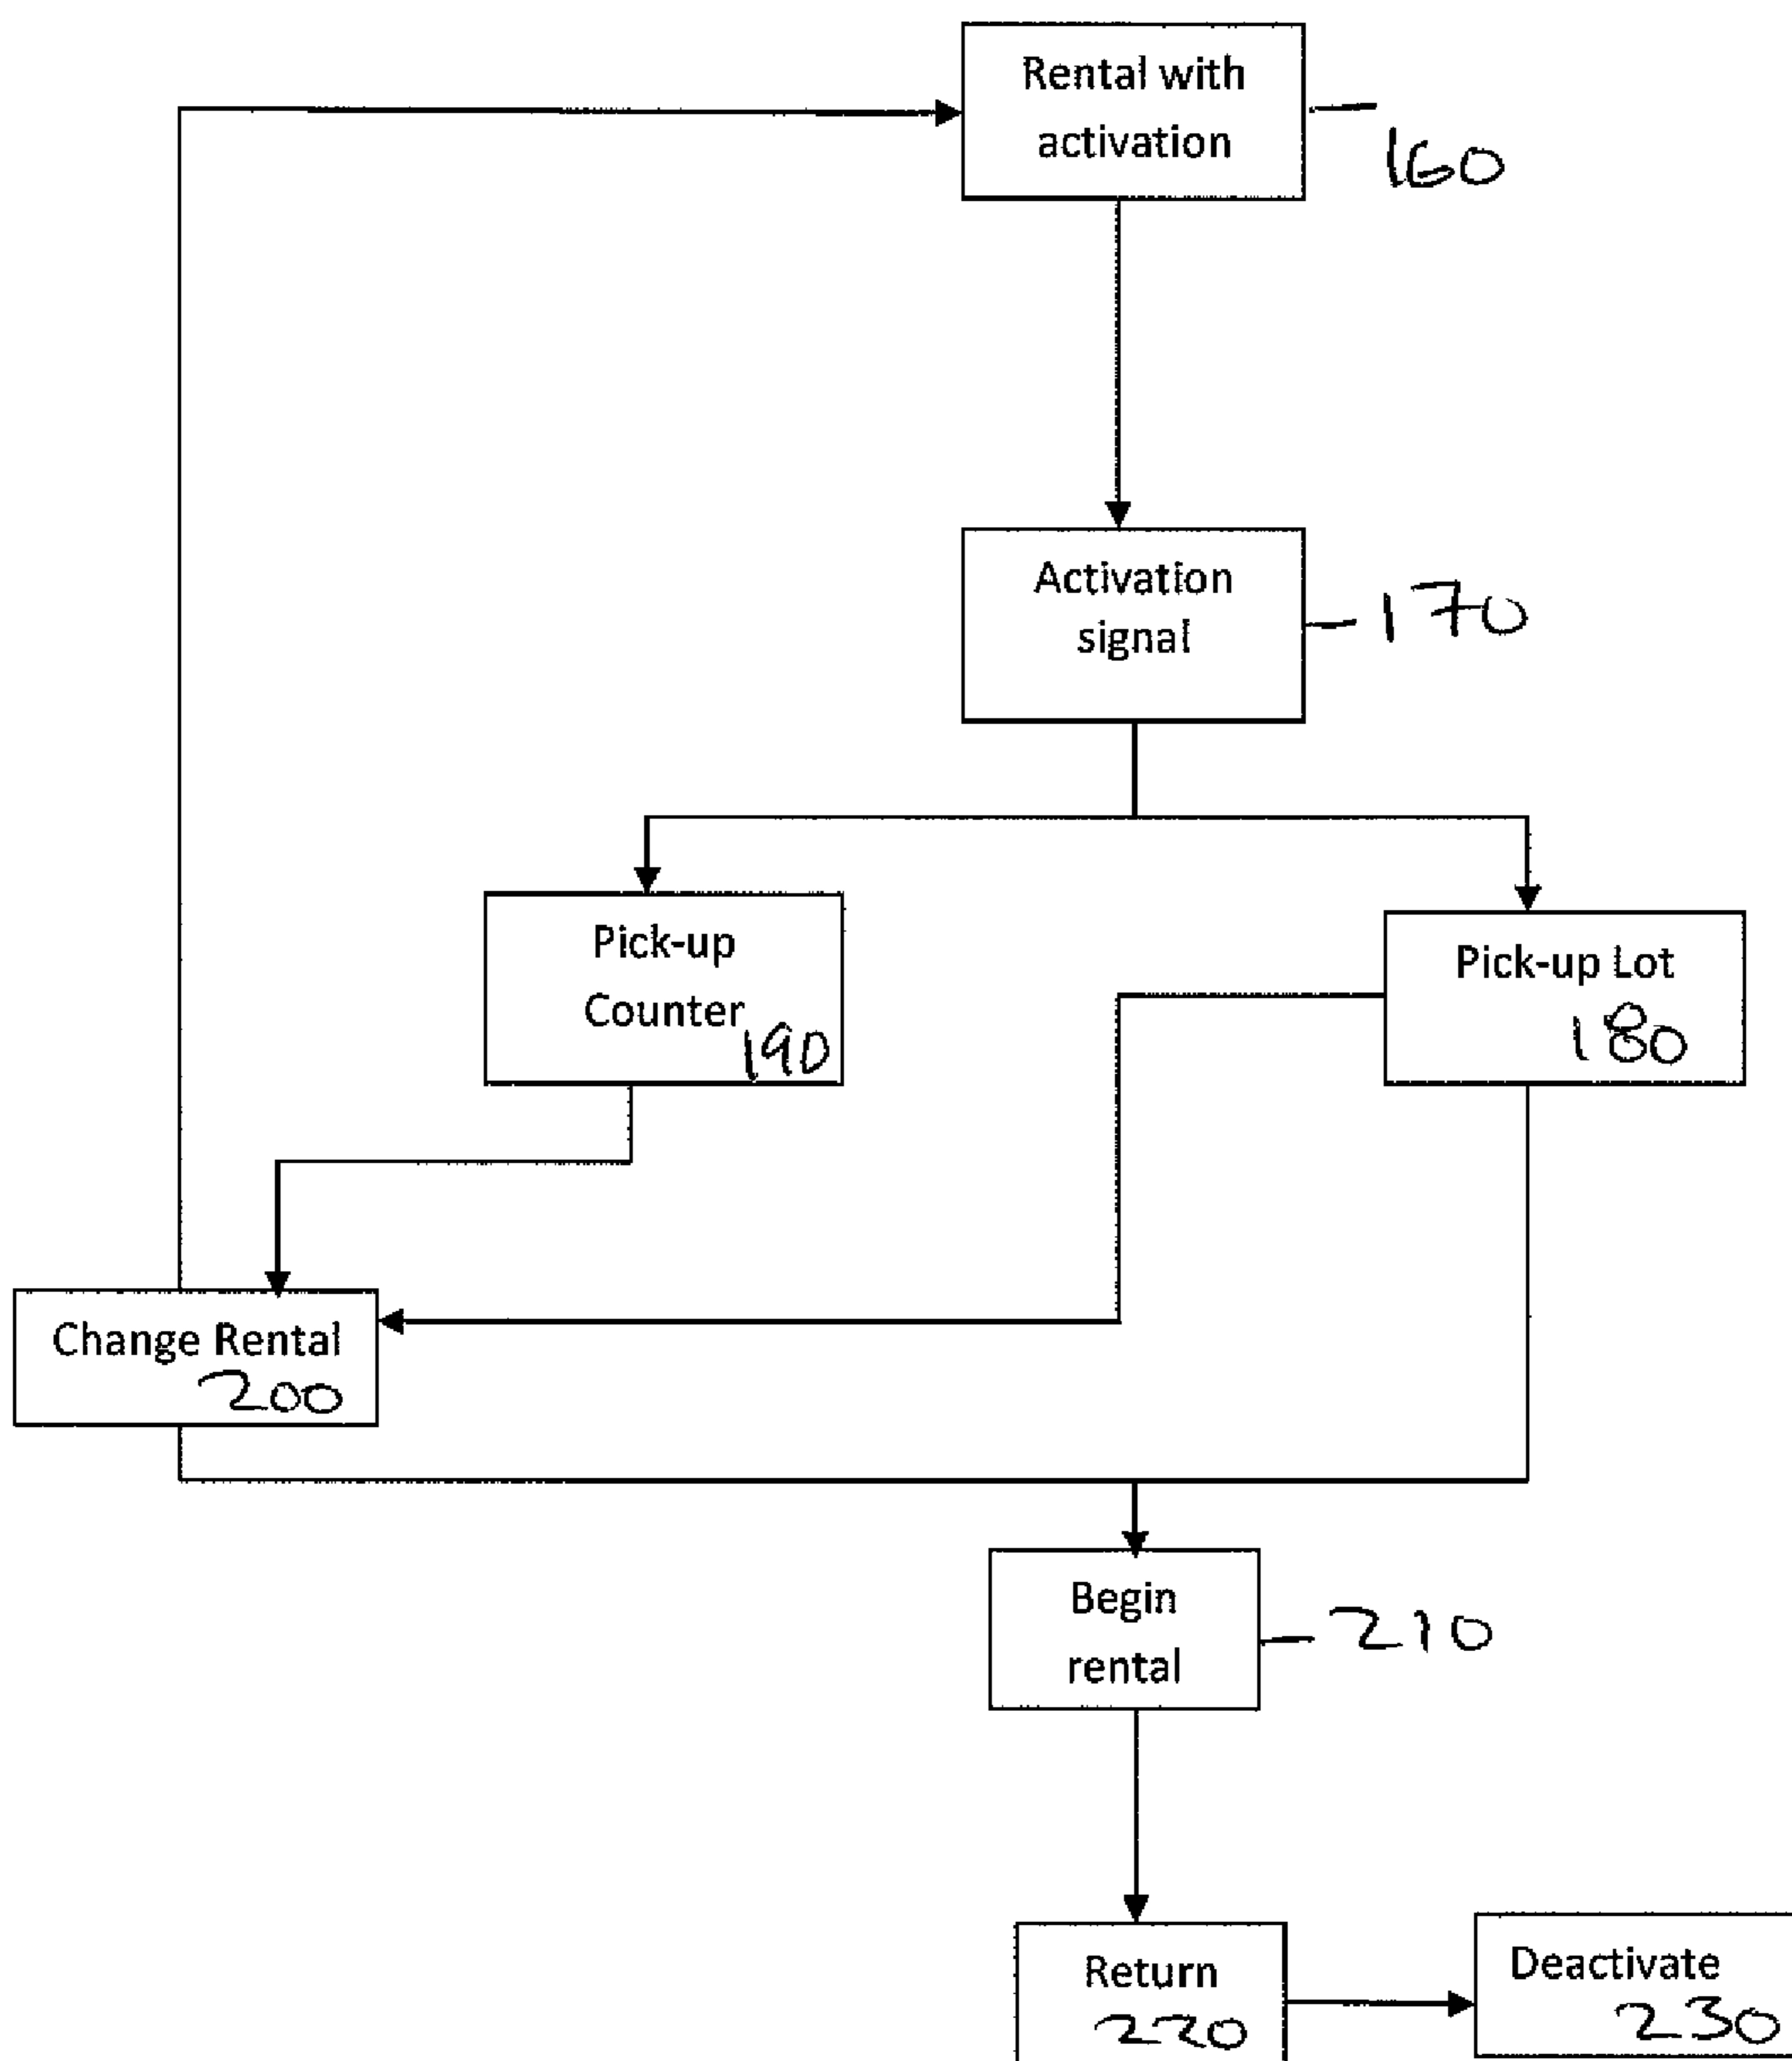 Rental with
activation
160
Activation
signal
170
Pick-up
Counter
190
Pick-up Lot
180
Change Rental
200
Begin
rental
210
Return
220
Deactivate
230